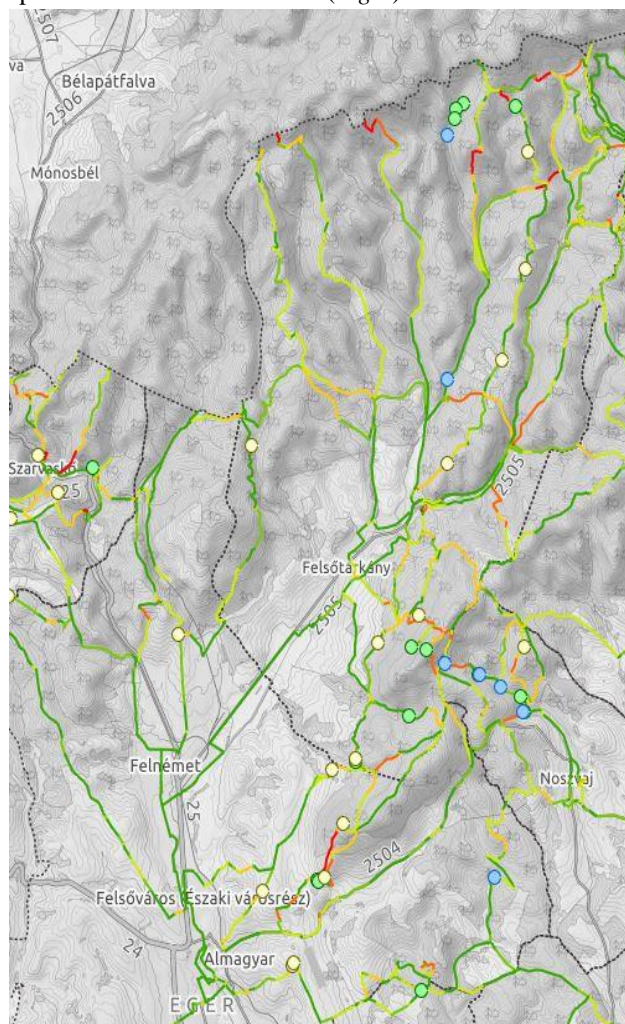 2507
va
Bélapátfalva
2506
Mónosbél
Szarvaskő
25
2505
Felsőtárkány
2505
Felnémet
Noszvaj
25
2504
Felsőváros (Északi városrész)
24
Almagyar
EGER